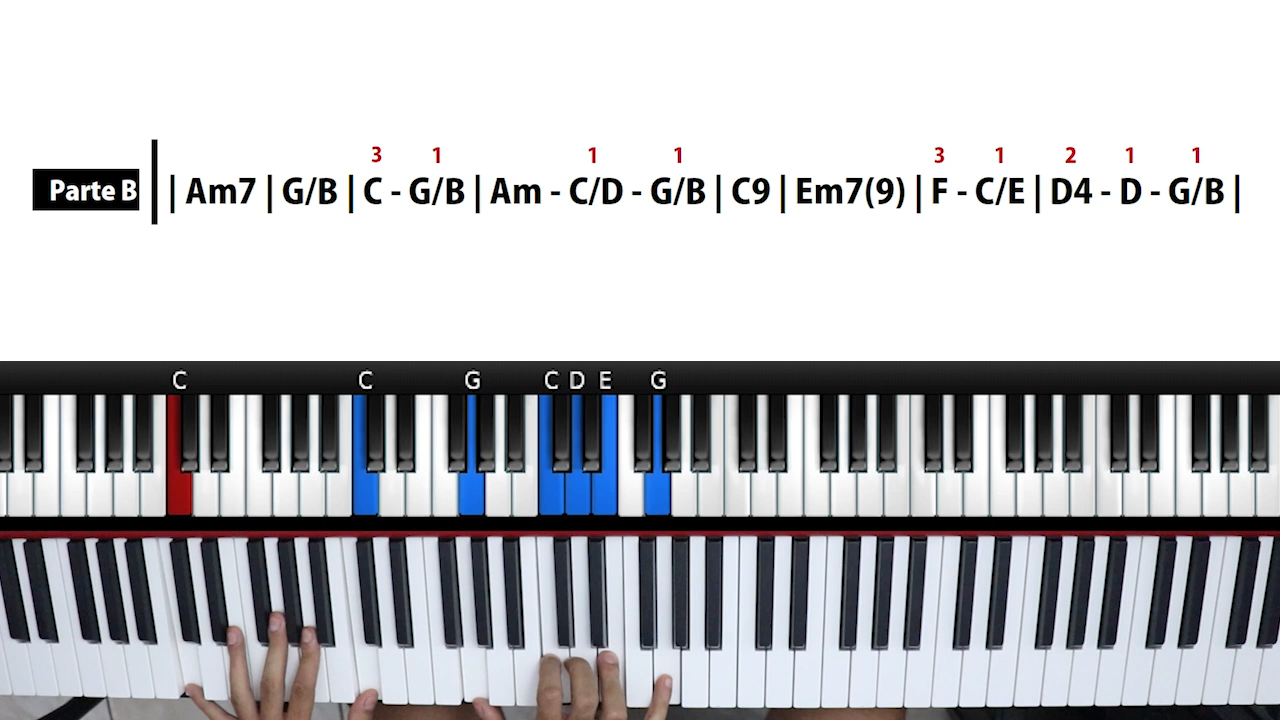 3 1 1 1 3 1 2 1 1
Parte B | Am7 | G/B | C - G/B | Am - C/D - G/B | C9 | Em7(9) | F - C/E | D4 - D - G/B |
C C G C D E G